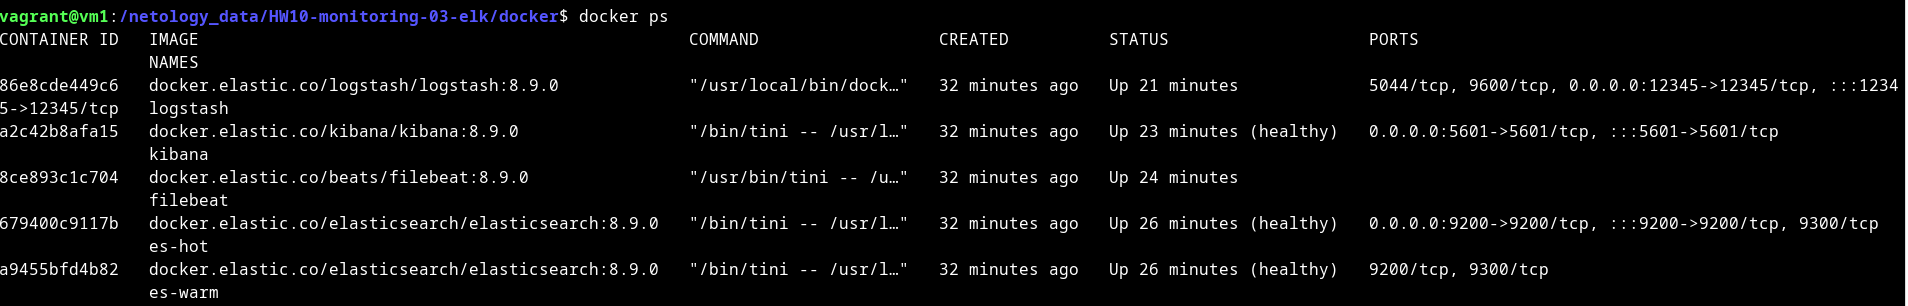 vagrant@vm1:/netology_data/HW10-monitoring-03-elk/docker$ docker ps
CONTAINER ID   IMAGE                                                 COMMAND                  CREATED          STATUS                    PORTS
               NAMES
86e8cde449c6   docker.elastic.co/logstash/logstash:8.9.0             "/usr/local/bin/dock…"   32 minutes ago   Up 21 minutes             5044/tcp, 9600/tcp, 0.0.0.0:12345->12345/tcp, :::1234
5->12345/tcp   logstash
a2c42b8afa15   docker.elastic.co/kibana/kibana:8.9.0                 "/bin/tini -- /usr/l…"   32 minutes ago   Up 23 minutes (healthy)   0.0.0.0:5601->5601/tcp, :::5601->5601/tcp
               kibana
8ce893c1c704   docker.elastic.co/beats/filebeat:8.9.0                "/usr/bin/tini -- /u…"   32 minutes ago   Up 24 minutes
               filebeat
679400c9117b   docker.elastic.co/elasticsearch/elasticsearch:8.9.0   "/bin/tini -- /usr/l…"   32 minutes ago   Up 26 minutes (healthy)   0.0.0.0:9200->9200/tcp, :::9200->9200/tcp, 9300/tcp
               es-hot
a9455bfd4b82   docker.elastic.co/elasticsearch/elasticsearch:8.9.0   "/bin/tini -- /usr/l…"   32 minutes ago   Up 26 minutes (healthy)   9200/tcp, 9300/tcp
               es-warm